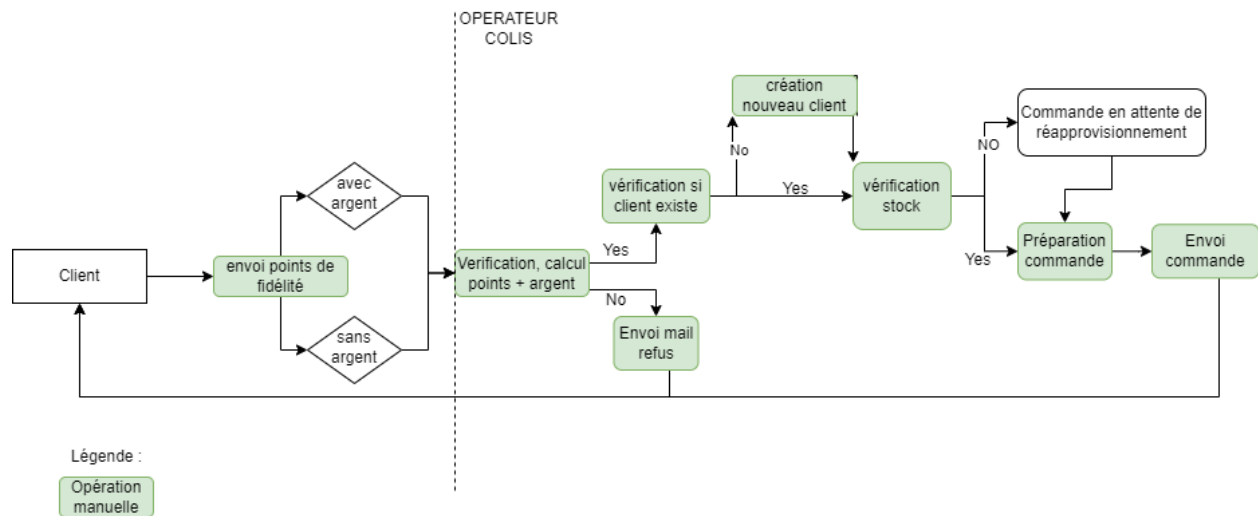 OPERATEUR
COLIS
création
nouveau client
Commande en attente de
réapprovisionnement
No
NO
avec
argent
vérification si
client existe
Yes
vérification
stock
Client
envoi points de
fidélité
Verification, calcul
points + argent
Yes
No
Yes
Préparation
commande
Envoi
commande
sans
argent
Envoi mail
refus
Légende :
Opération
manuelle